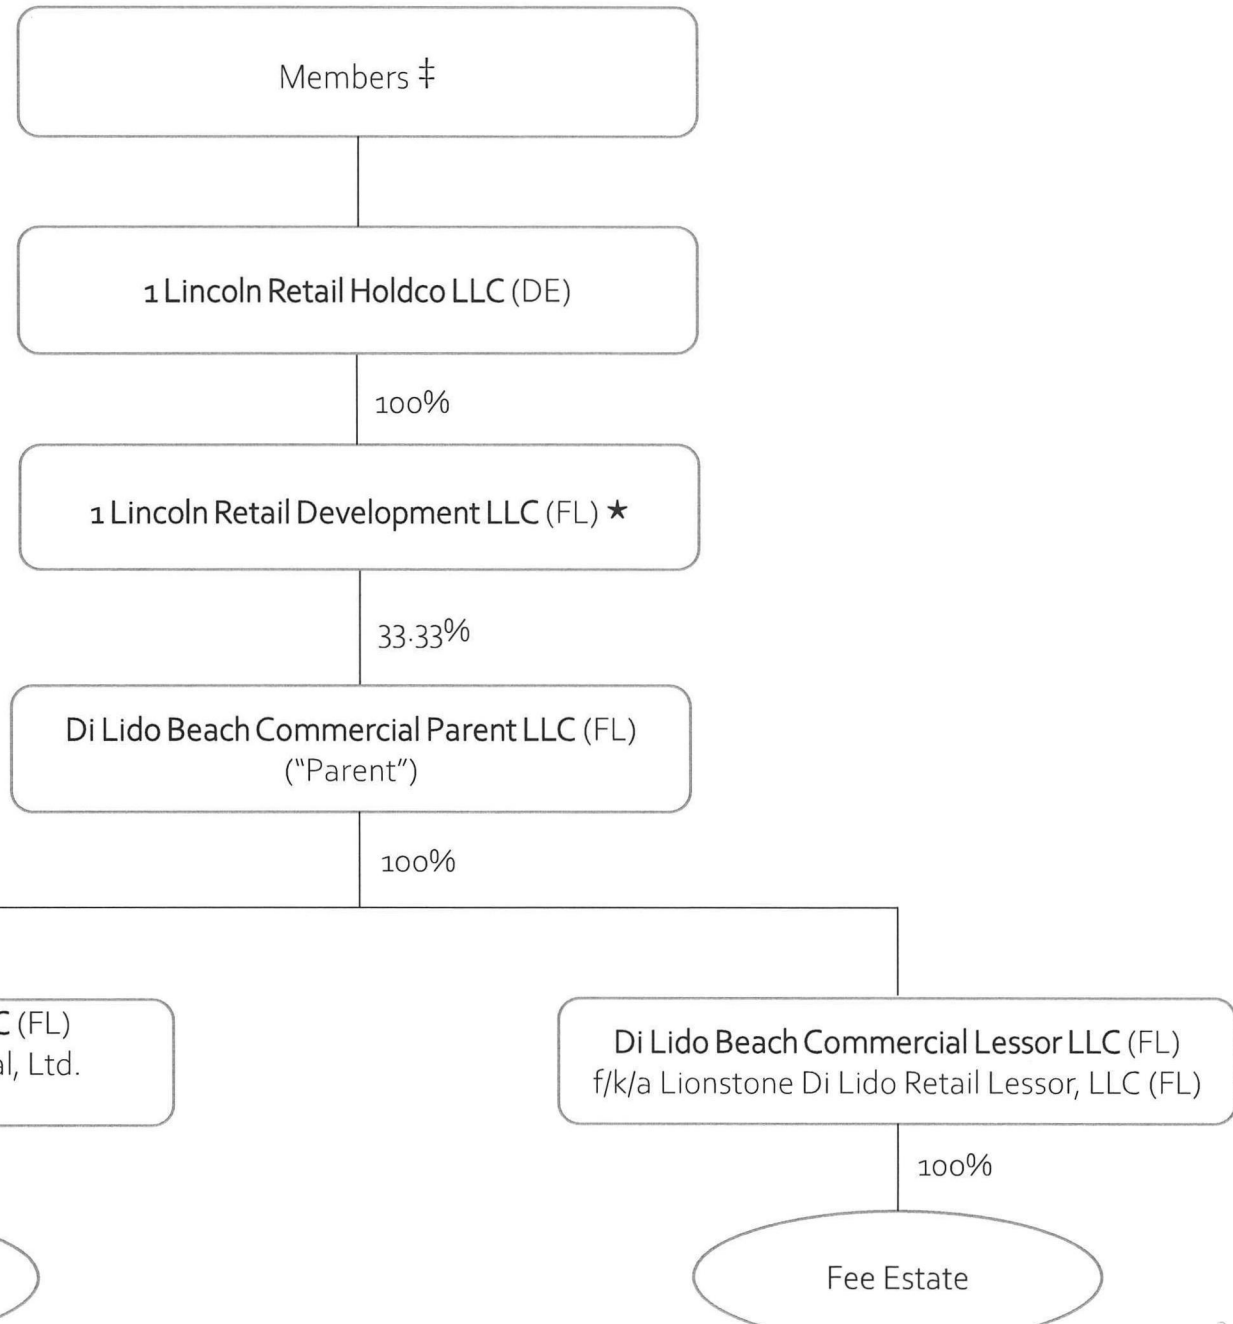 Members ‡
1 Lincoln Retail Holdco LLC (DE)
100%
1 Lincoln Retail Development LLC (FL) ★
33.33%
Di Lido Beach Commercial Parent LLC (FL)
("Parent")
100%
C (FL)
al, Ltd.
Di Lido Beach Commercial Lessor LLC (FL)
f/k/a Lionstone Di Lido Retail Lessor, LLC (FL)
100%
Fee Estate